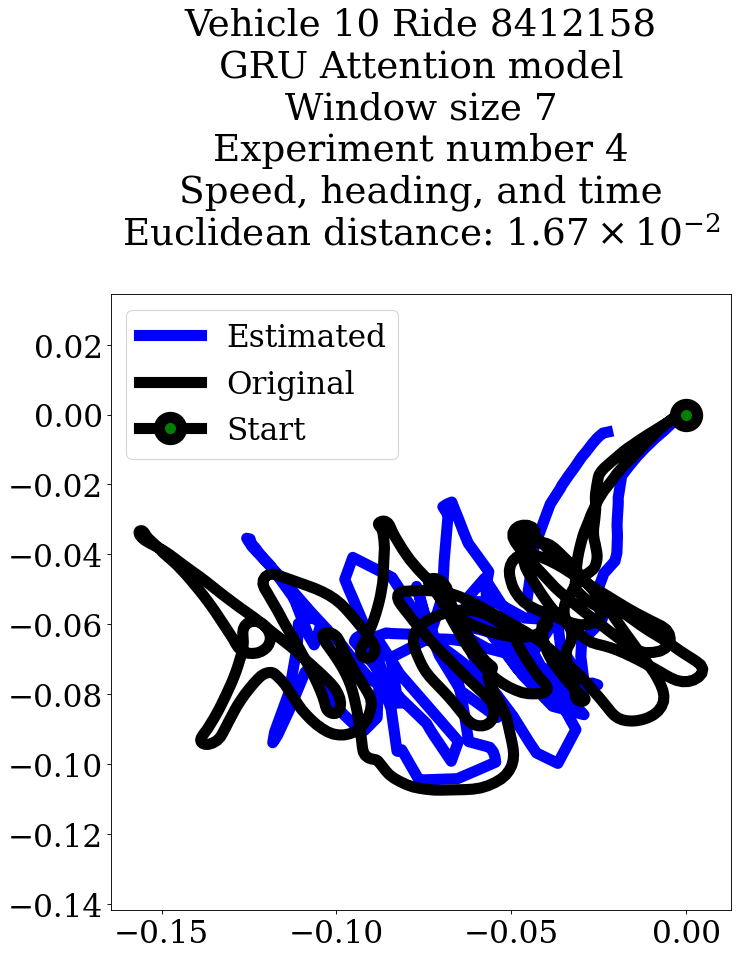 Vehicle 10 Ride 8412158
GRU Attention model
Window size 7
Experiment number 4
Speed, heading, and time
Euclidean distance: 1.67 × 10⁻²
Estimated
Original
Start
0.02
0.00
−0.02
−0.04
−0.06
−0.08
−0.10
−0.12
−0.14
−0.15
−0.10
−0.05
0.00